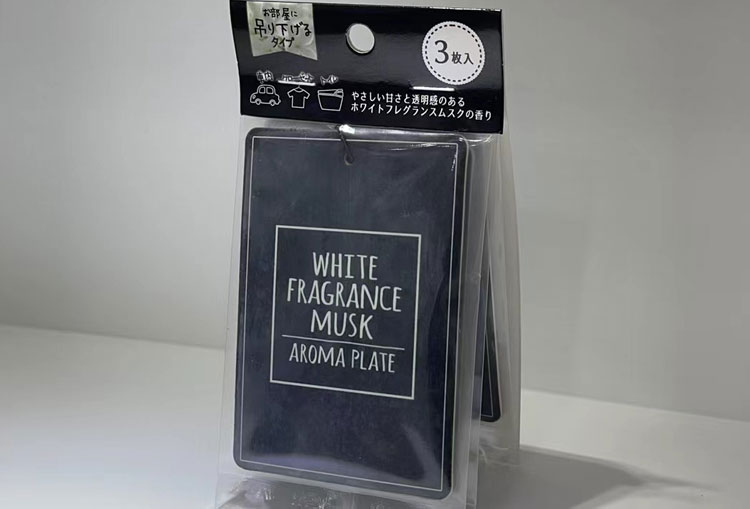 お部屋に
吊り下げる
タイプ
3枚入
車内 クローゼット トイレ
やさしい甘さと透明感のある
ホワイトフレグランスムスクの香り
WHITE
FRAGRANCE
MUSK
AROMA PLATE